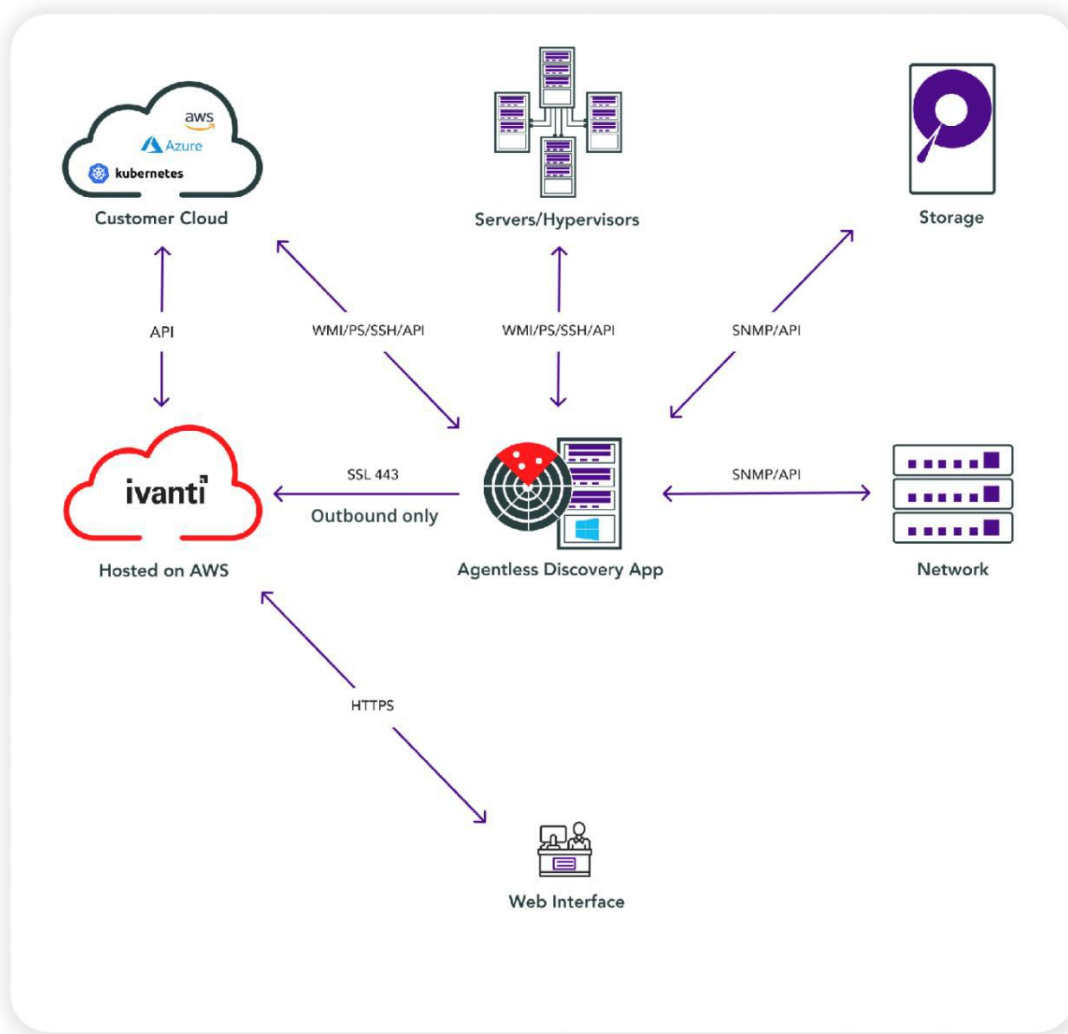 aws
Azure
kubernetes
Customer Cloud
Servers/Hypervisors
Storage
API
WMI/PS/SSH/API
WMI/PS/SSH/API
SNMP/API
ivanti
SSL 443
Outbound only
SNMP/API
Hosted on AWS
Agentless Discovery App
Network
HTTPS
Web Interface